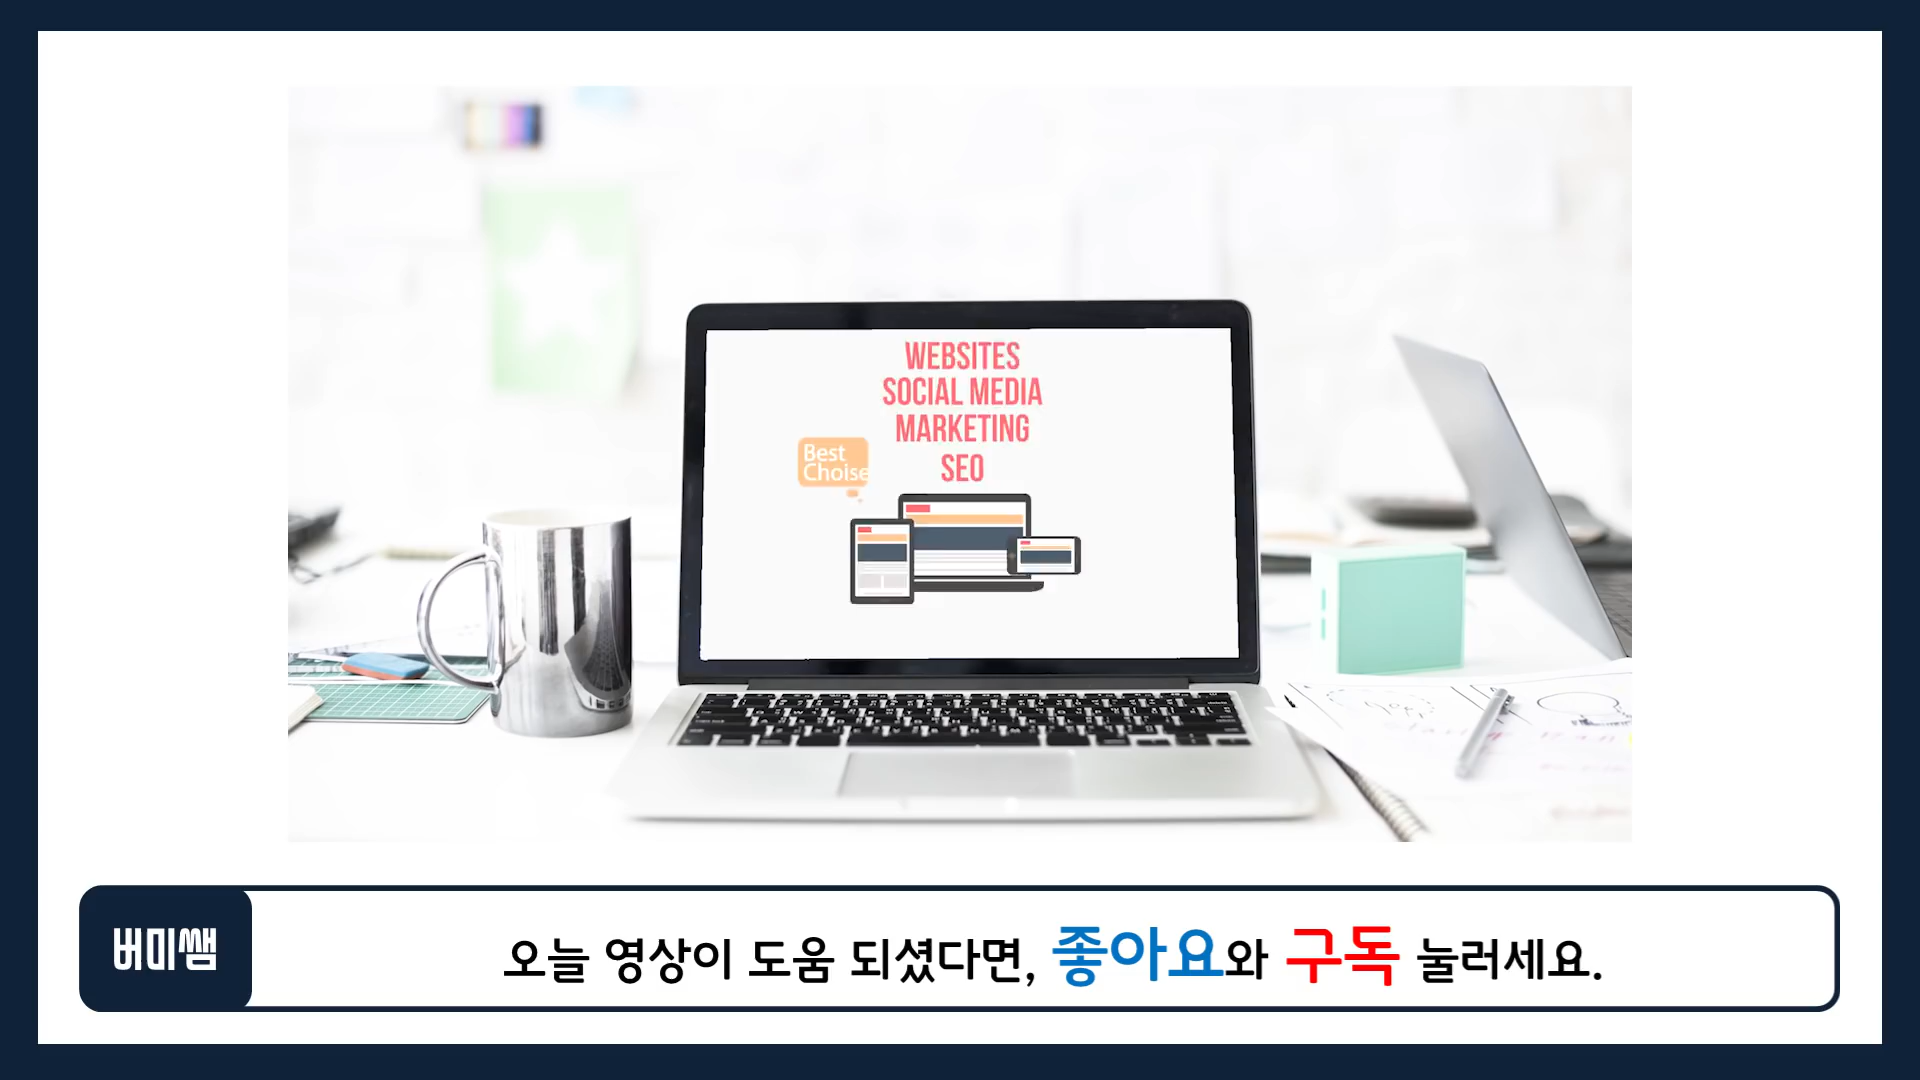 WEBSITES
SOCIAL MEDIA
MARKETING
SEO
Best
Choise
버미쌤
오늘 영상이 도움 되셨다면, 좋아요와 구독 눌러세요.